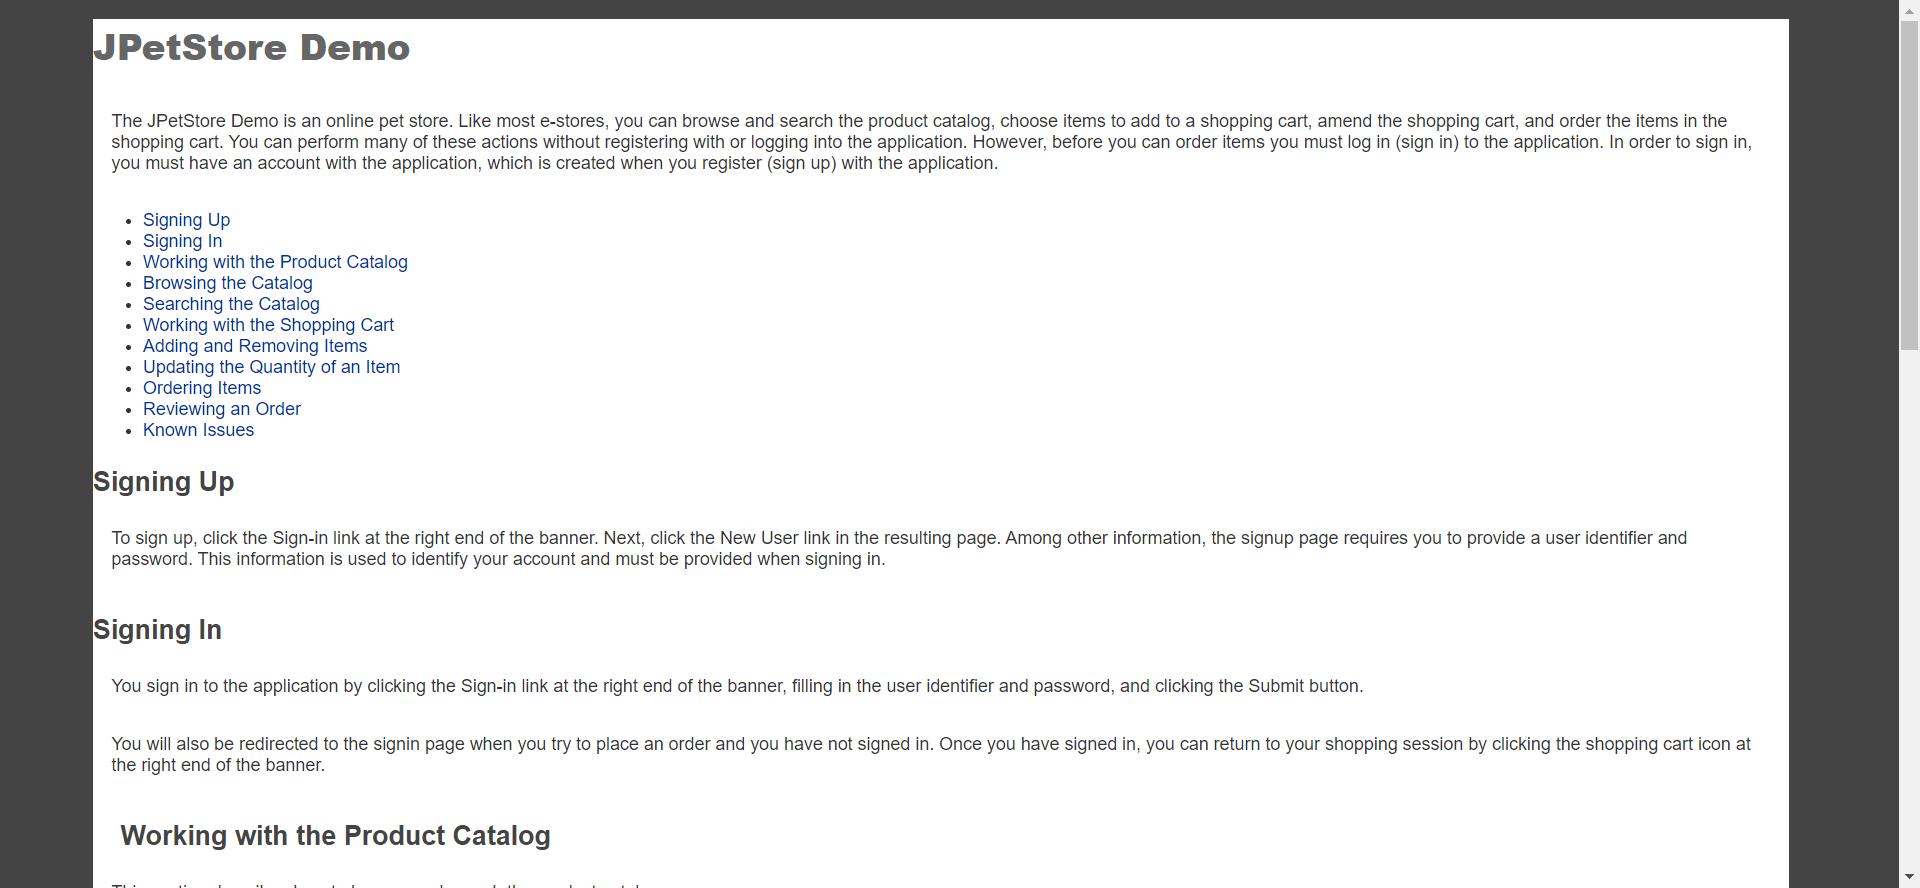 JPetStore Demo
The JPetStore Demo is an online pet store. Like most e-stores, you can browse and search the product catalog, choose items to add to a shopping cart, amend the shopping cart, and order the items in the
shopping cart. You can perform many of these actions without registering with or logging into the application. However, before you can order items you must log in (sign in) to the application. In order to sign in,
you must have an account with the application, which is created when you register (sign up) with the application.
• Signing Up
• Signing In
• Working with the Product Catalog
• Browsing the Catalog
• Searching the Catalog
• Working with the Shopping Cart
• Adding and Removing Items
• Updating the Quantity of an Item
• Ordering Items
• Reviewing an Order
• Known Issues
Signing Up
To sign up, click the Sign-in link at the right end of the banner. Next, click the New User link in the resulting page. Among other information, the signup page requires you to provide a user identifier and
password. This information is used to identify your account and must be provided when signing in.
Signing In
You sign in to the application by clicking the Sign-in link at the right end of the banner, filling in the user identifier and password, and clicking the Submit button.
You will also be redirected to the signin page when you try to place an order and you have not signed in. Once you have signed in, you can return to your shopping session by clicking the shopping cart icon at
the right end of the banner.
Working with the Product Catalog